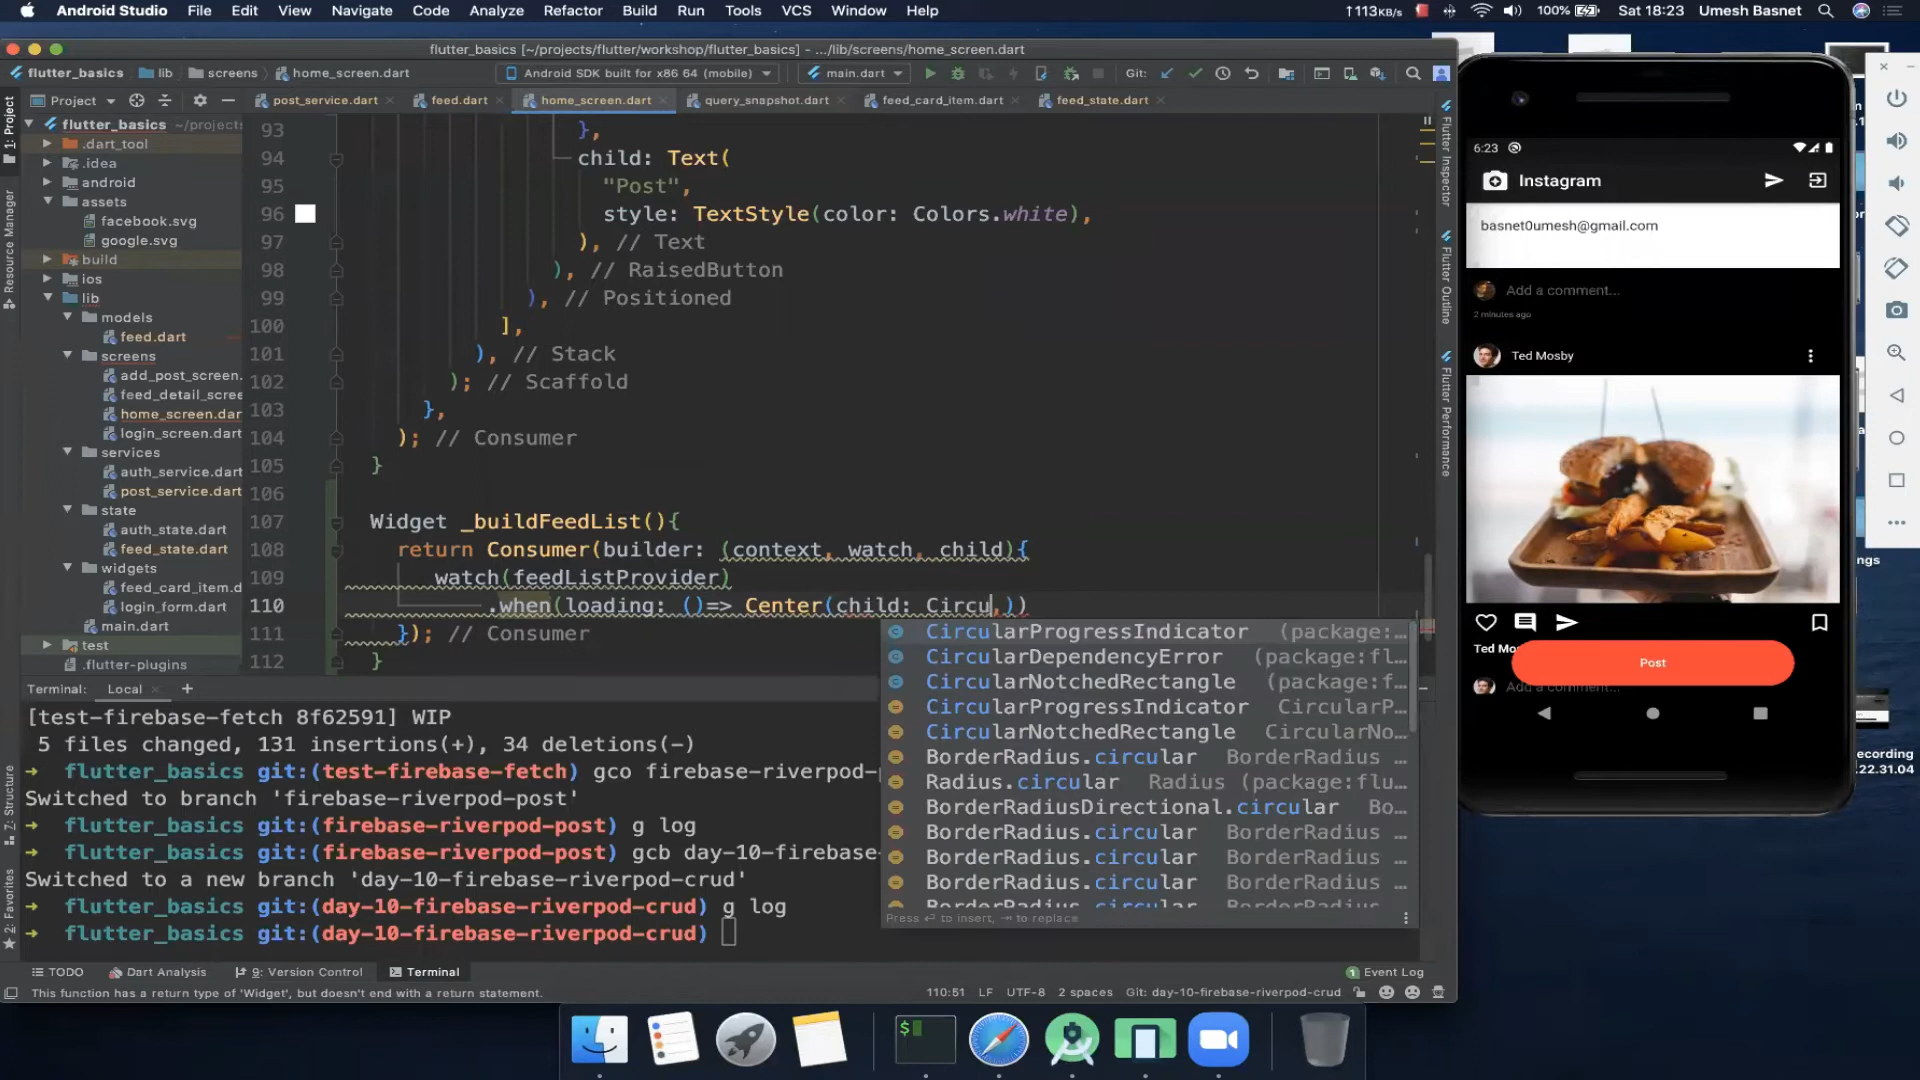 Android Studio File Edit View Navigate Code Analyze Refactor Build Run Tools VCS Window Help
↑113KB/s 100% Sat 18:23 Umesh Basnet
flutter_basics [~/projects/flutter/workshop/flutter_basics] - .../lib/screens/home_screen.dart
flutter_basics lib screens home_screen.dart Android SDK built for x86 64 (mobile) main.dart Git:
Project post_service.dart feed.dart home_screen.dart query_snapshot.dart feed_card_item.dart feed_state.dart
1: Project
Resource Manager
7: Structure
2: Favorites
flutter_basics ~/projects
.dart_tool
.idea
android
assets
facebook.svg
google.svg
build
ios
lib
models
feed.dart
screens
add_post_screen.
feed_detail_scree
home_screen.dar
login_screen.dart
services
auth_service.dart
post_service.dart
state
auth_state.dart
feed_state.dart
widgets
feed_card_item.d
login_form.dart
main.dart
test
.flutter-plugins
93 },
94 child: Text(
95 "Post",
96 style: TextStyle(color: Colors.white),
97 ), // Text
98 ), // RaisedButton
99 ), // Positioned
100 ],
101 ), // Stack
102 ); // Scaffold
103 },
104 ); // Consumer
105 }
106
107 Widget _buildFeedList(){
108 return Consumer(builder: (context, watch, child){
109 watch(feedListProvider)
110 .when(loading: ()=> Center(child: Circu,))
111 }); // Consumer
112 }
CircularProgressIndicator (package:...
CircularDependencyError (package:fl...
CircularNotchedRectangle (package:f...
CircularProgressIndicator CircularP...
CircularNotchedRectangle CircularNo...
BorderRadius.circular BorderRadius ...
Radius.circular Radius (package:flu...
BorderRadiusDirectional.circular Bo...
BorderRadius.circular BorderRadius ...
BorderRadius.circular BorderRadius ...
BorderRadius.circular BorderRadius ...
BorderRadius.circular BorderRadius ...
Press ⏎ to insert, ⇥ to replace
Flutter Inspector
Flutter Outline
Flutter Performance
Terminal: Local +
[test-firebase-fetch 8f62591] WIP
5 files changed, 131 insertions(+), 34 deletions(-)
➜ flutter_basics git:(test-firebase-fetch) gco firebase-riverpod-
Switched to branch 'firebase-riverpod-post'
➜ flutter_basics git:(firebase-riverpod-post) g log
➜ flutter_basics git:(firebase-riverpod-post) gcb day-10-firebase-
Switched to a new branch 'day-10-firebase-riverpod-crud'
➜ flutter_basics git:(day-10-firebase-riverpod-crud) g log
➜ flutter_basics git:(day-10-firebase-riverpod-crud)
TODO Dart Analysis 9: Version Control Terminal 1 Event Log
This function has a return type of 'Widget', but doesn't end with a return statement. 110:51 LF UTF-8 2 spaces Git: day-10-firebase-riverpod-crud
6:23
Instagram
basnet0umesh@gmail.com
Add a comment...
2 minutes ago
Ted Mosby
Ted Mos
Post
Add a comment...
ngs
ecording
.22.31.04